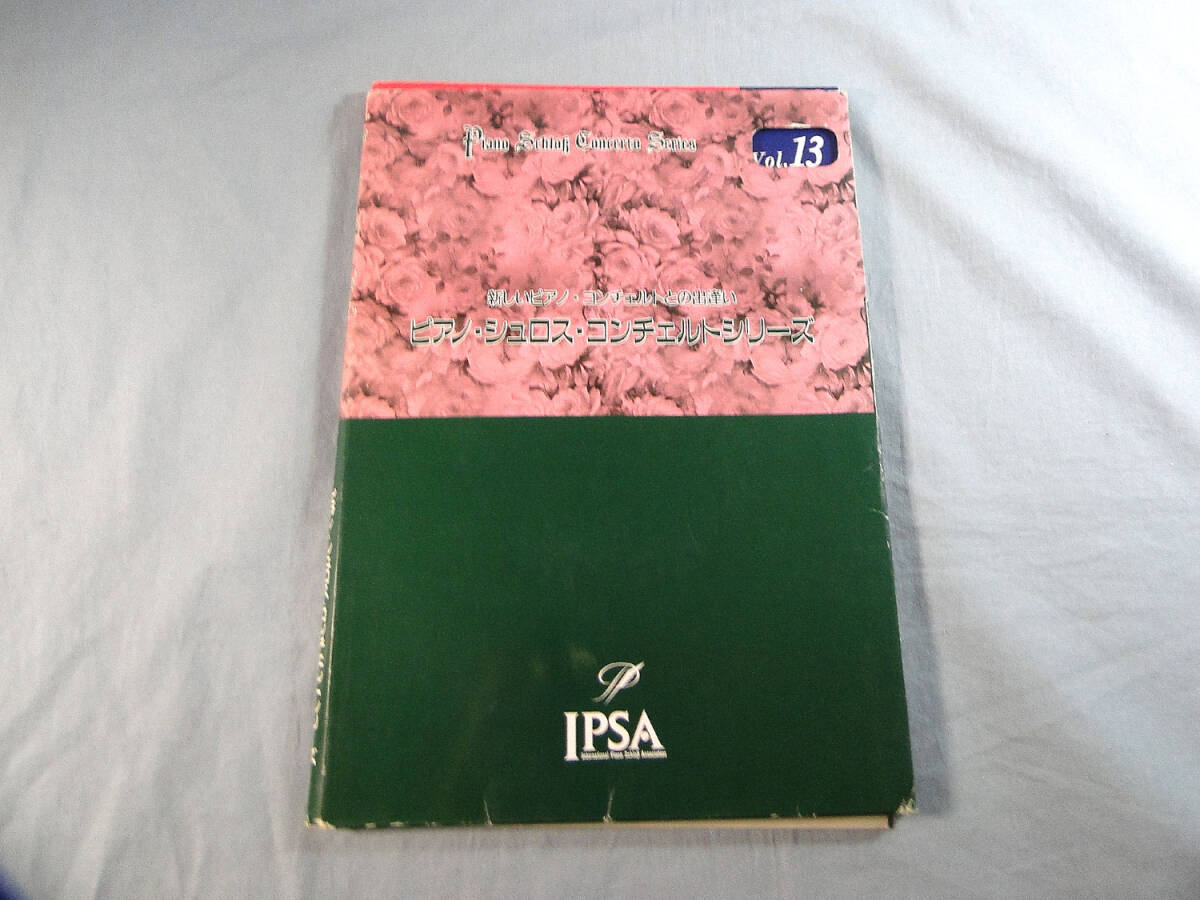 Piano Schloß Concerto Series
Vol. 13
新しいピアノ・コンチェルトとの出逢い
ピアノ・シュロス・コンチェルトシリーズ
IPSA
International Piano Schloß Association